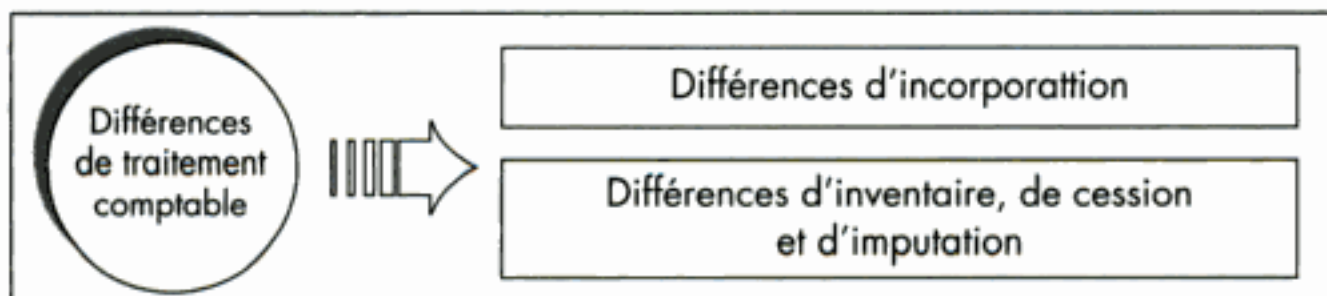 Différences
de traitement
comptable
Différences d'incorporattion
Différences d'inventaire, de cession
et d'imputation